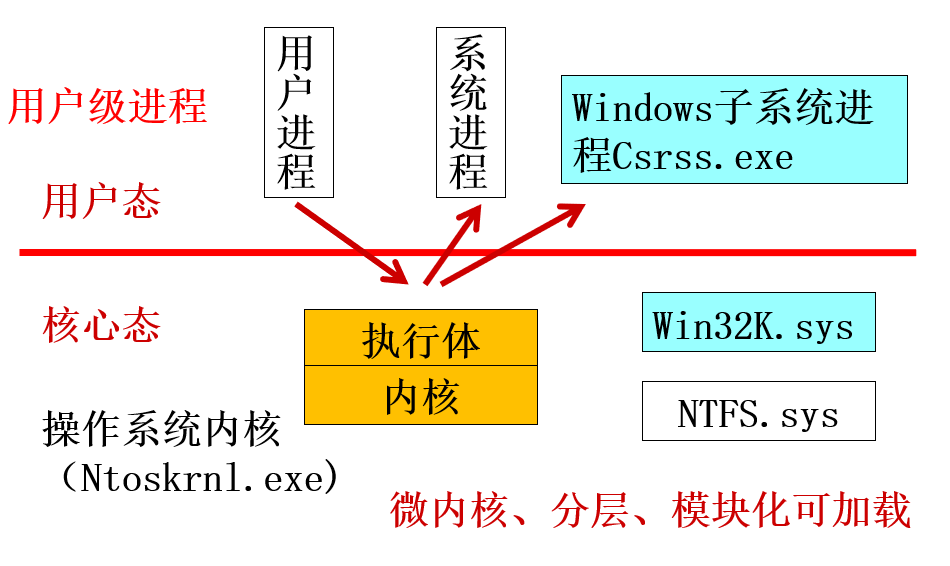 用户进程
系统进程
用户级进程
Windows子系统进
程Csrss.exe
用户态
核心态
执行体
内核
Win32K.sys
NTFS.sys
操作系统内核
（Ntoskrnl.exe)
微内核、分层、模块化可加载